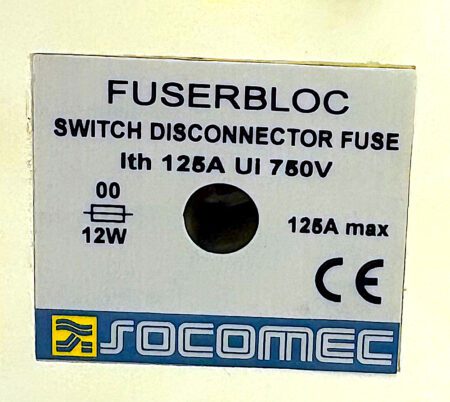 FUSERBLOC
SWITCH DISCONNECTOR FUSE
Ith 125A UI 750V
00
12W
125A max
CE
SOCOMEC